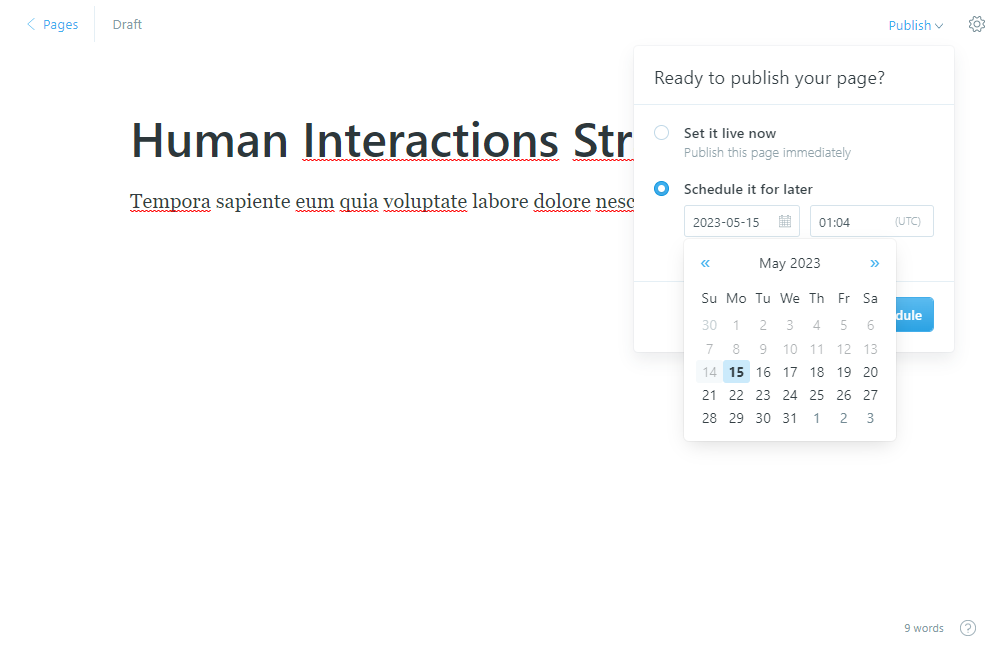 Pages
Draft
Publish
Ready to publish your page?
Human Interactions
Set it live now
Publish this page immediately
Schedule it for later
Tempora sapiente eum quia voluptate labore dolore
2023-05-15
01:04 (UTC)
« May 2023 »
Su Mo Tu We Th Fr Sa
30 1 2 3 4 5 6
7 8 9 10 11 12 13
14 15 16 17 18 19 20
21 22 23 24 25 26 27
28 29 30 31 1 2 3
9 words
?